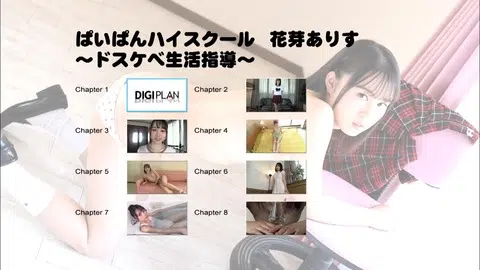 ぱいぱんハイスクール 花芽ありす
～ドスケベ生活指導～
Chapter 1
DIGI PLAN
Chapter 2
Chapter 3
Chapter 4
Chapter 5
Chapter 6
Chapter 7
Chapter 8